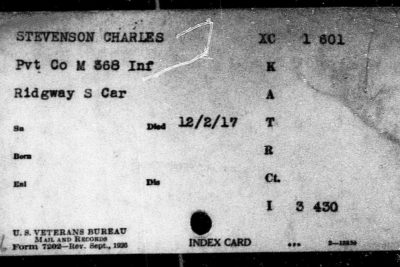 STEVENSON CHARLES XC 1 601
Pvt Co M 368 Inf K
Ridgway S Car A
Sn Died 12/2/17 T
Born R
Enl Dis Ct.
I 3 430
U. S. VETERANS BUREAU
MAIL AND RECORDS
Form 7202—Rev. Sept., 1926 INDEX CARD